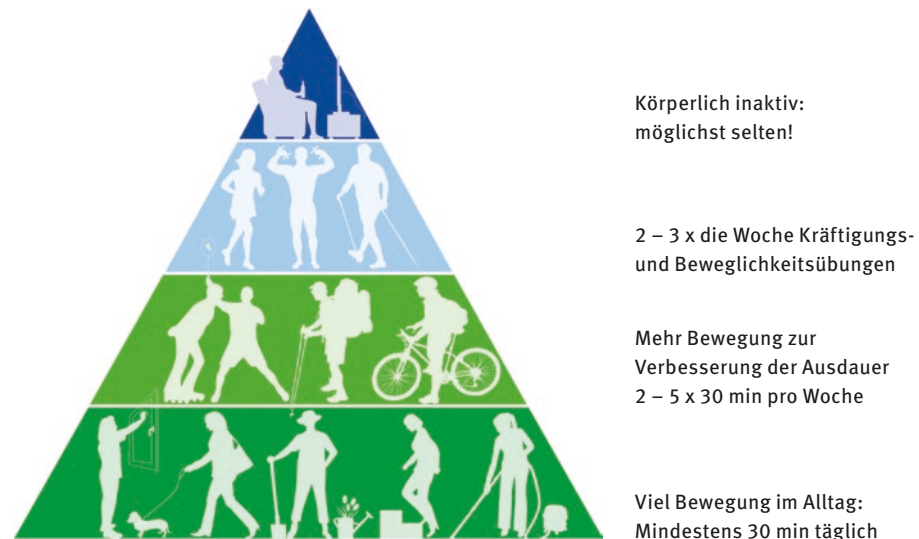 Körperlich inaktiv:
möglichst selten!
2 – 3 x die Woche Kräftigungs-
und Beweglichkeitsübungen
Mehr Bewegung zur
Verbesserung der Ausdauer
2 – 5 x 30 min pro Woche
Viel Bewegung im Alltag:
Mindestens 30 min täglich